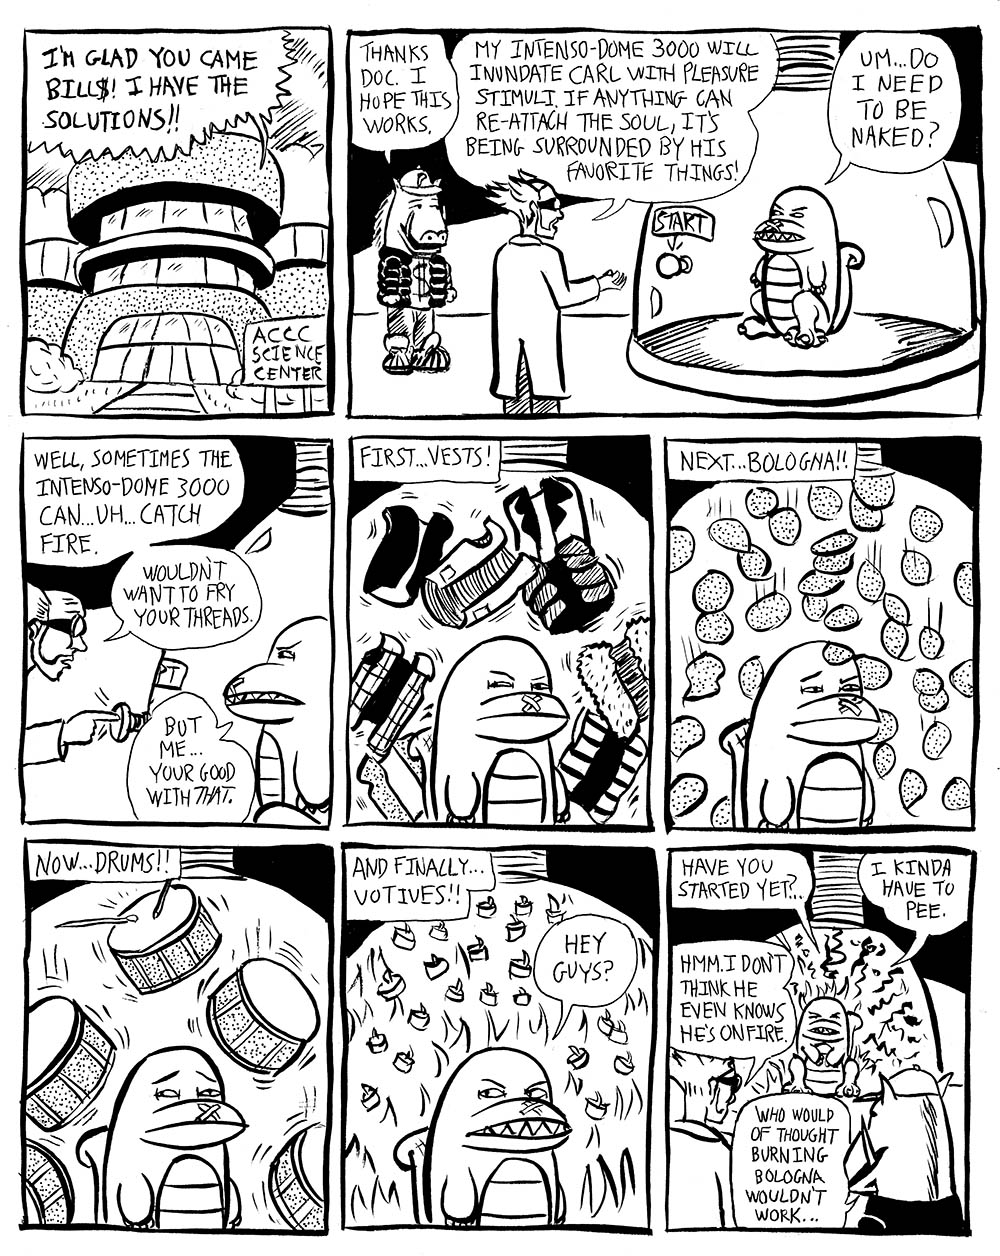 I'M GLAD YOU CAME
BILL$! I HAVE THE
SOLUTIONS!!
ACCC
SCIENCE
CENTER
THANKS
DOC. I
HOPE THIS
WORKS.
MY INTENSO-DOME 3000 WILL
INUNDATE CARL WITH PLEASURE
STIMULI. IF ANYTHING CAN
RE-ATTACH THE SOUL, IT'S
BEING SURROUNDED BY HIS
FAVORITE THINGS!
UM...DO
I NEED
TO BE
NAKED?
START
WELL, SOMETIMES THE
INTENSO-DOME 3000
CAN...UH...CATCH
FIRE.
WOULDN'T
WANT TO FRY
YOUR THREADS.
BUT
ME...
YOUR GOOD
WITH THAT.
FIRST...VESTS!
NEXT...BOLOGNA!!
NOW...DRUMS!!
AND FINALLY...
VOTIVES!!
HEY
GUYS?
HAVE YOU
STARTED YET?..
I KINDA
HAVE TO
PEE.
HMM. I DON'T
THINK HE
EVEN KNOWS
HE'S ON FIRE.
WHO WOULD
OF THOUGHT
BURNING
BOLOGNA
WOULDN'T
WORK...